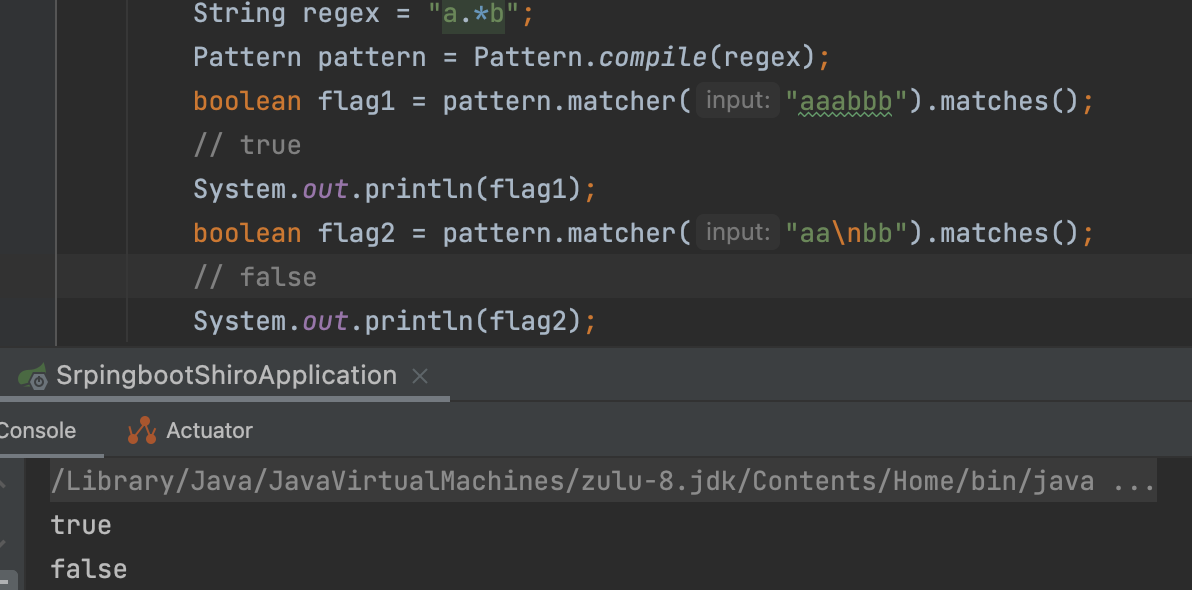 String regex = "a.*b";
Pattern pattern = Pattern.compile(regex);
boolean flag1 = pattern.matcher( input: "aaabbb").matches();
// true
System.out.println(flag1);
boolean flag2 = pattern.matcher( input: "aa\nbb").matches();
// false
System.out.println(flag2);
SrpingbootShiroApplication
Console Actuator
/Library/Java/JavaVirtualMachines/zulu-8.jdk/Contents/Home/bin/java ...
true
false